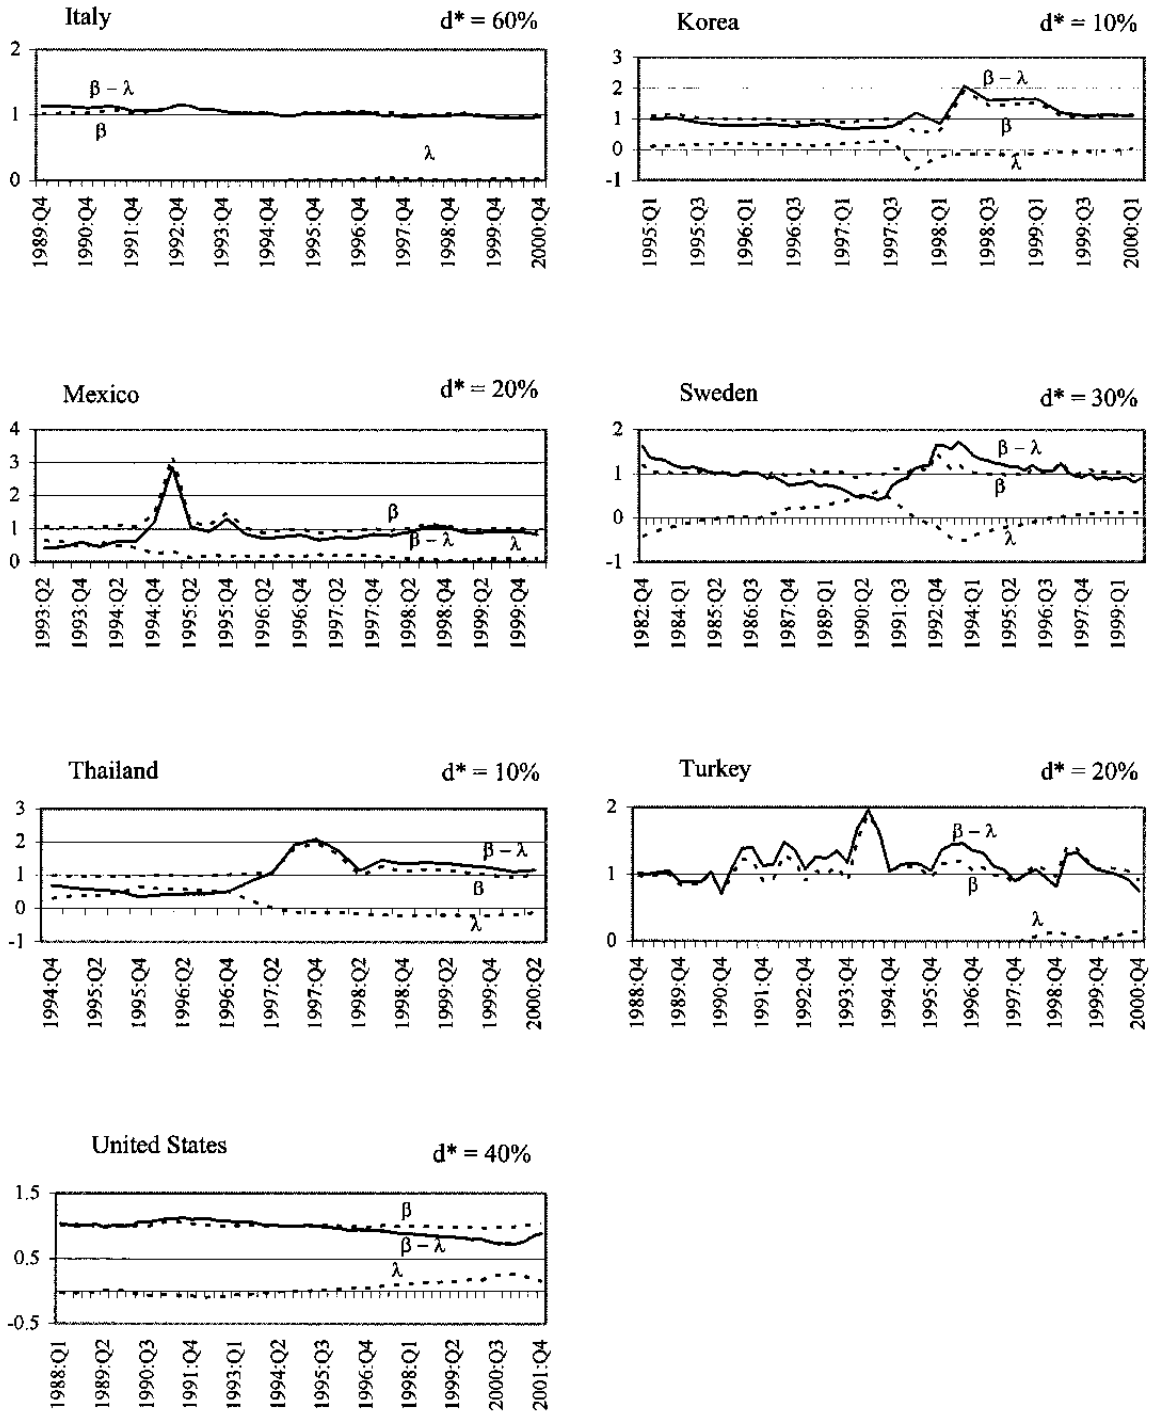 Italy d* = 60%
2
β – λ
1
β
λ
0
1989:Q4 1990:Q4 1991:Q4 1992:Q4 1993:Q4 1994:Q4 1995:Q4 1996:Q4 1997:Q4 1998:Q4 1999:Q4 2000:Q4
Korea d* = 10%
3
β – λ
2
1
β
0
λ
-1
1995:Q1 1995:Q3 1996:Q1 1996:Q3 1997:Q1 1997:Q3 1998:Q1 1998:Q3 1999:Q1 1999:Q3 2000:Q1
Mexico d* = 20%
4
3
2
β
1
β – λ λ
0
1993:Q2 1993:Q4 1994:Q2 1994:Q4 1995:Q2 1995:Q4 1996:Q2 1996:Q4 1997:Q2 1997:Q4 1998:Q2 1998:Q4 1999:Q2 1999:Q4
Sweden d* = 30%
2
β – λ
1
β
0
λ
-1
1982:Q4 1984:Q1 1985:Q2 1986:Q3 1987:Q4 1989:Q1 1990:Q2 1991:Q3 1992:Q4 1994:Q1 1995:Q2 1996:Q3 1997:Q4 1999:Q1
Thailand d* = 10%
3
2
β – λ
1
β
0
λ
-1
1994:Q4 1995:Q2 1995:Q4 1996:Q2 1996:Q4 1997:Q2 1997:Q4 1998:Q2 1998:Q4 1999:Q4 2000:Q2
Turkey d* = 20%
2
β – λ
1
β
λ
0
1988:Q4 1989:Q4 1990:Q4 1991:Q4 1992:Q4 1993:Q4 1994:Q4 1995:Q4 1996:Q4 1997:Q4 1998:Q4 1999:Q4 2000:Q4
United States d* = 40%
1.5
β
β – λ
0.5
λ
-0.5
1988:Q1 1989:Q2 1990:Q3 1991:Q4 1993:Q1 1994:Q2 1995:Q3 1996:Q4 1998:Q1 1999:Q2 2000:Q3 2001:Q4